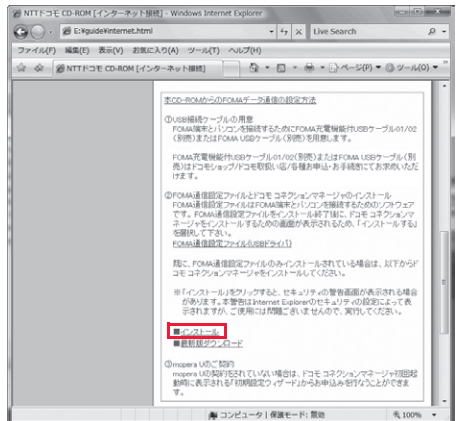 NTTドコモ CD-ROM [インターネット接続] - Windows Internet Explorer
E:¥guide¥internet.html
Live Search
ファイル(F) 編集(E) 表示(V) お気に入り(A) ツール(T) ヘルプ(H)
NTTドコモ CD-ROM [インターネット接続]
ページ(P) ツール(O)
本CD-ROMからのFOMAデータ通信の設定方法
①USB接続ケーブルの用意
FOMA端末とパソコンを接続するためにFOMA充電機能付USBケーブル01/02
(別売)またはFOMA USBケーブル(別売)を用意します。
FOMA充電機能付USBケーブル01/02(別売)またはFOMA USBケーブル(別
売)はドコモショップ/ドコモ取扱い店/各種お申込・お手続きにてお求めいただ
けます。
②FOMA通信設定ファイルとドコモ コネクションマネージャのインストール
FOMA通信設定ファイルはFOMA端末とパソコンを接続するためのソフトウェア
です。FOMA通信設定ファイルをインストール終了後に、ドコモ コネクションマ
ネージャをインストールするための画面が表示されるため、「インストールする」
を選択して下さい。
FOMA通信設定ファイル(USBドライバ)
既に、FOMA通信設定ファイルのみインストールされている場合は、以下からド
コモ コネクションマネージャをインストールしてください。
※「インストール」をクリックすると、セキュリティの警告画面が表示される場合
があります。本警告はInternet Explorerのセキュリティの設定によって表
示されますが、ご使用には問題ございませんので、実行してください。
■インストール
■最新版ダウンロード
③mopera Uのご契約
mopera Uの契約をされていない場合は、ドコモ コネクションマネージャ初回起
動時に表示される「初期設定ウィザード」からお申込みを行なうことができま
す。
コンピュータ | 保護モード: 無効
100%